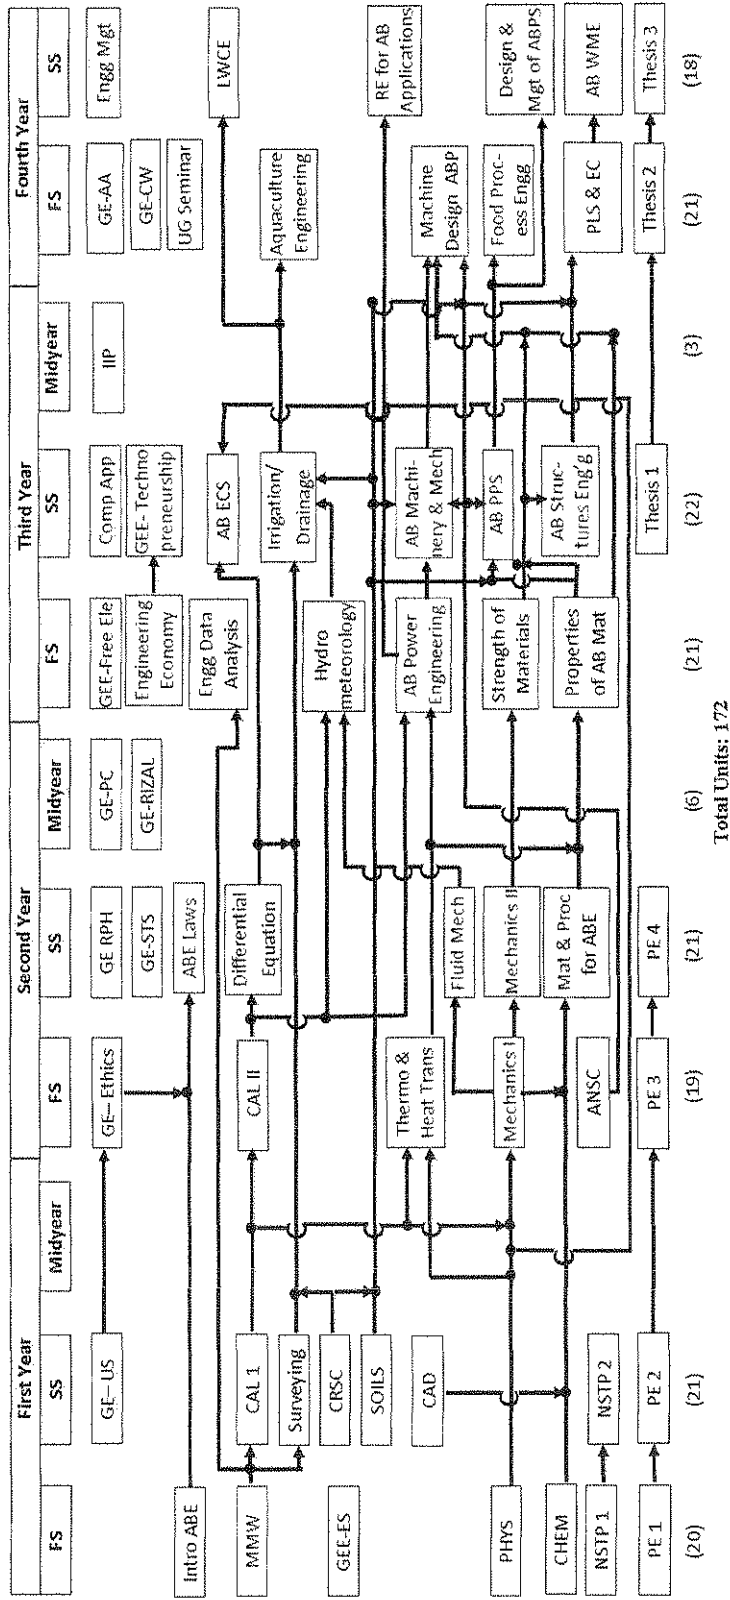 First Year
Second Year
Third Year
Fourth Year
FS
SS
Midyear
FS
SS
Midyear
FS
SS
Midyear
FS
SS
Intro ABE
MMW
GEE-ES
PHYS
CHEM
NSTP 1
PE 1
(20)
GE– US
CAL 1
Surveying
CRSC
SOILS
CAD
NSTP 2
PE 2
(21)
GE– Ethics
CAL II
Thermo &
Heat Trans
Mechanics I
ANSC
PE 3
(19)
GE RPH
GE-STS
ABE Laws
Differential
Equation
Fluid Mech
Mechanics II
Mat & Proc
for ABE
PE 4
(21)
GE-PC
GE-RIZAL
(6)
GEE-Free Ele
Engineering
Economy
Engg Data
Analysis
Hydro
meteorology
AB Power
Engineering
Strength of
Materials
Properties
of AB Mat
(21)
Comp App
GEE- Techno
preneurship
AB ECS
Irrigation/
Drainage
AB Machi-
nery & Mech
AB PPS
AB Struc-
tures Eng'g
Thesis 1
(22)
IIP
(3)
GE-AA
GE-CW
UG Seminar
Aquaculture
Engineering
Machine
Design ABP
Food Proc-
ess Engg
PLS & EC
Thesis 2
(21)
Engg Mgt
LWCE
RE for AB
Applications
Design &
Mgt of ABPS
AB WME
Thesis 3
(18)
Total Units: 172